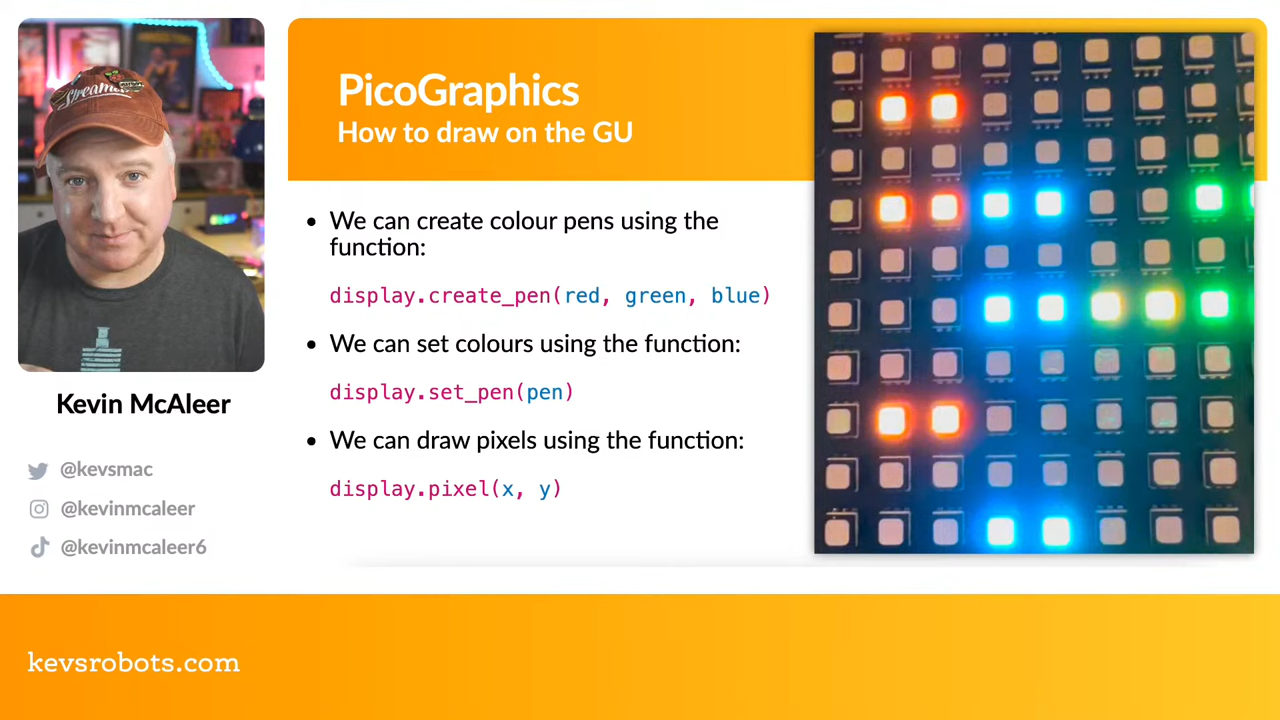 PicoGraphics
How to draw on the GU
• We can create colour pens using the
function:
display.create_pen(red, green, blue)
• We can set colours using the function:
display.set_pen(pen)
• We can draw pixels using the function:
display.pixel(x, y)
Kevin McAleer
@kevsmac
@kevinmcaleer
@kevinmcaleer6
kevsrobots.com